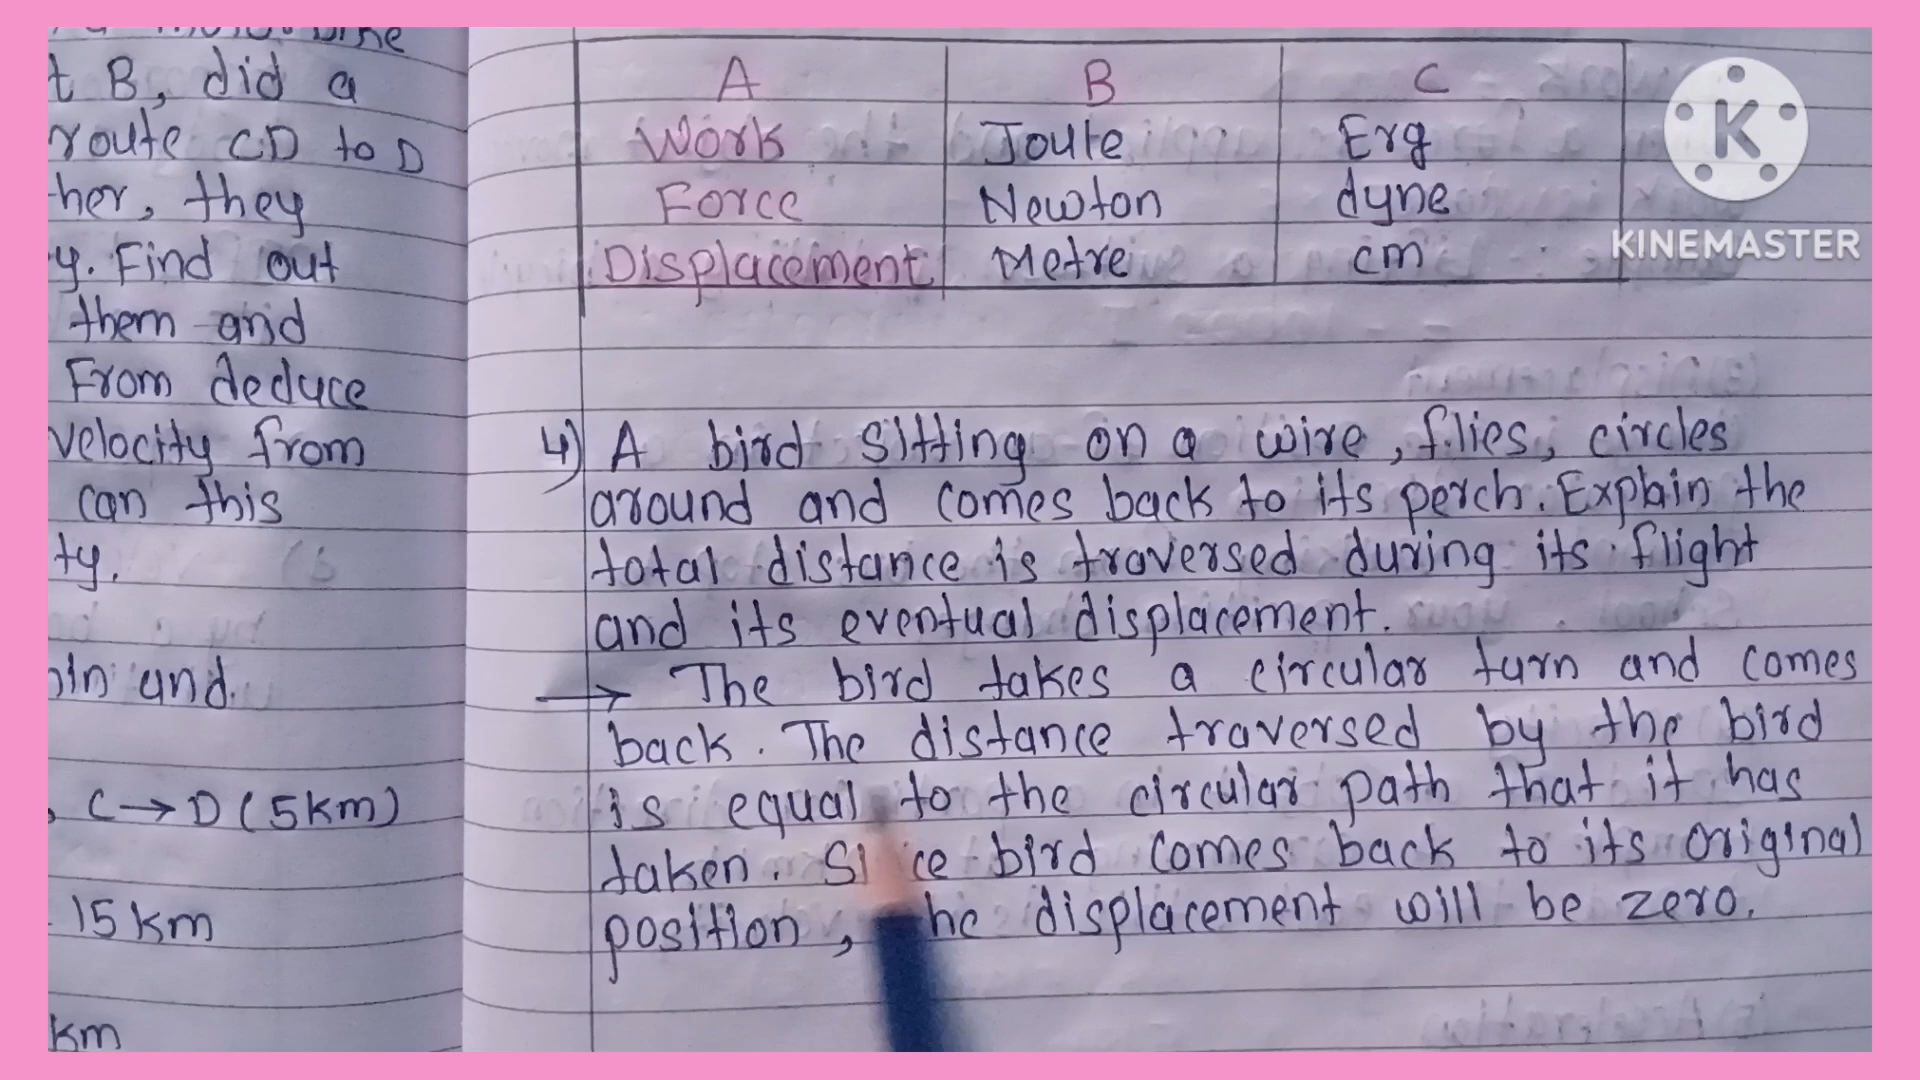 t B, did a
route CD to D
her, they
y. Find out
them and
From deduce
velocity from
can this
ty.
and
C → D (5km)
15 km
km
A B C
Work Joule Erg
Force Newton dyne
Displacement Metre cm
4) A bird sitting on a wire, flies, circles
around and comes back to its perch. Explain the
total distance is traversed during its flight
and its eventual displacement.
→ The bird takes a circular turn and comes
back. The distance traversed by the bird
is equal to the circular path that it has
taken. Si ce bird comes back to its original
position, he displacement will be zero.
K
KINEMASTER